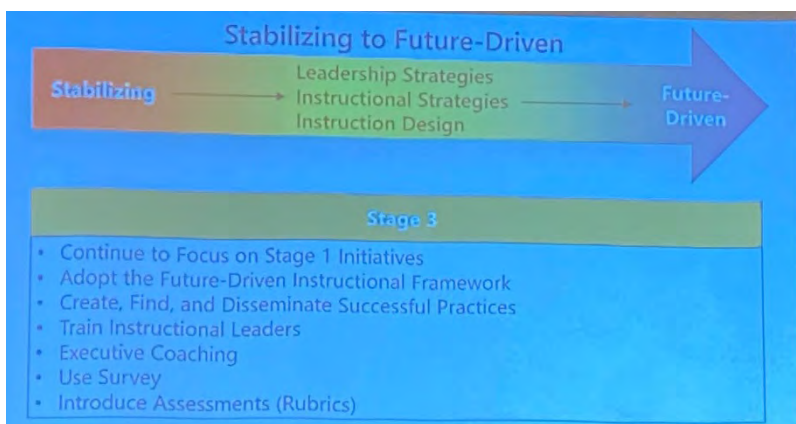 Stabilizing to Future-Driven
Stabilizing
Leadership Strategies
Instructional Strategies
Instruction Design
Future-
Driven
Stage 3
• Continue to Focus on Stage 1 Initiatives
• Adopt the Future-Driven Instructional Framework
• Create, Find, and Disseminate Successful Practices
• Train Instructional Leaders
• Executive Coaching
• Use Survey
• Introduce Assessments (Rubrics)